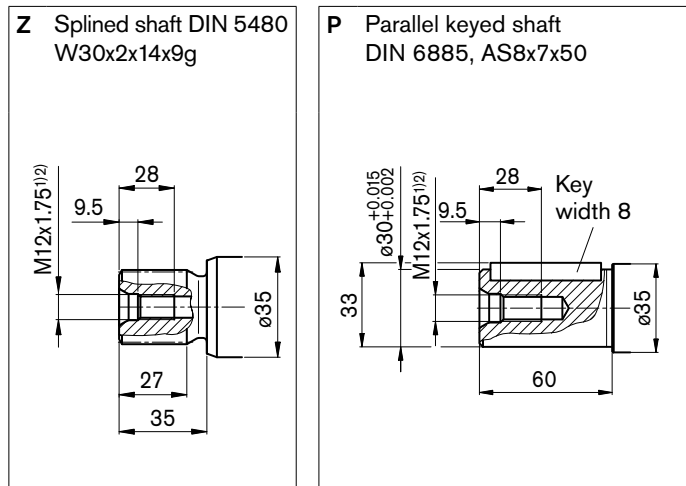 Z Splined shaft DIN 5480
W30x2x14x9g
M12x1.75¹⁾²⁾
28
9.5
ø35
27
35
P Parallel keyed shaft
DIN 6885, AS8x7x50
ø30+0.015
+0.002
M12x1.75¹⁾²⁾
28
9.5
Key
width 8
33
ø35
60